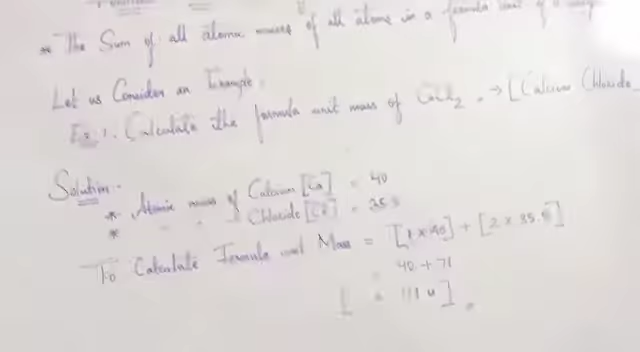 * The Sum of all atomic masses of all atoms in a formula unit of a
Let us Consider an Example.
Ex. 1. Calculate the formula unit mass of CaCl2. → [Calcium Chloride
Solution.
* Atomic mass of Calcium [Ca] = 40
* " " " Chloride [Cl] = 35.5
To Calculate Formula unit Mass = [1 x 40] + [2 x 35.5]
40 + 71
[ = 111 u ].